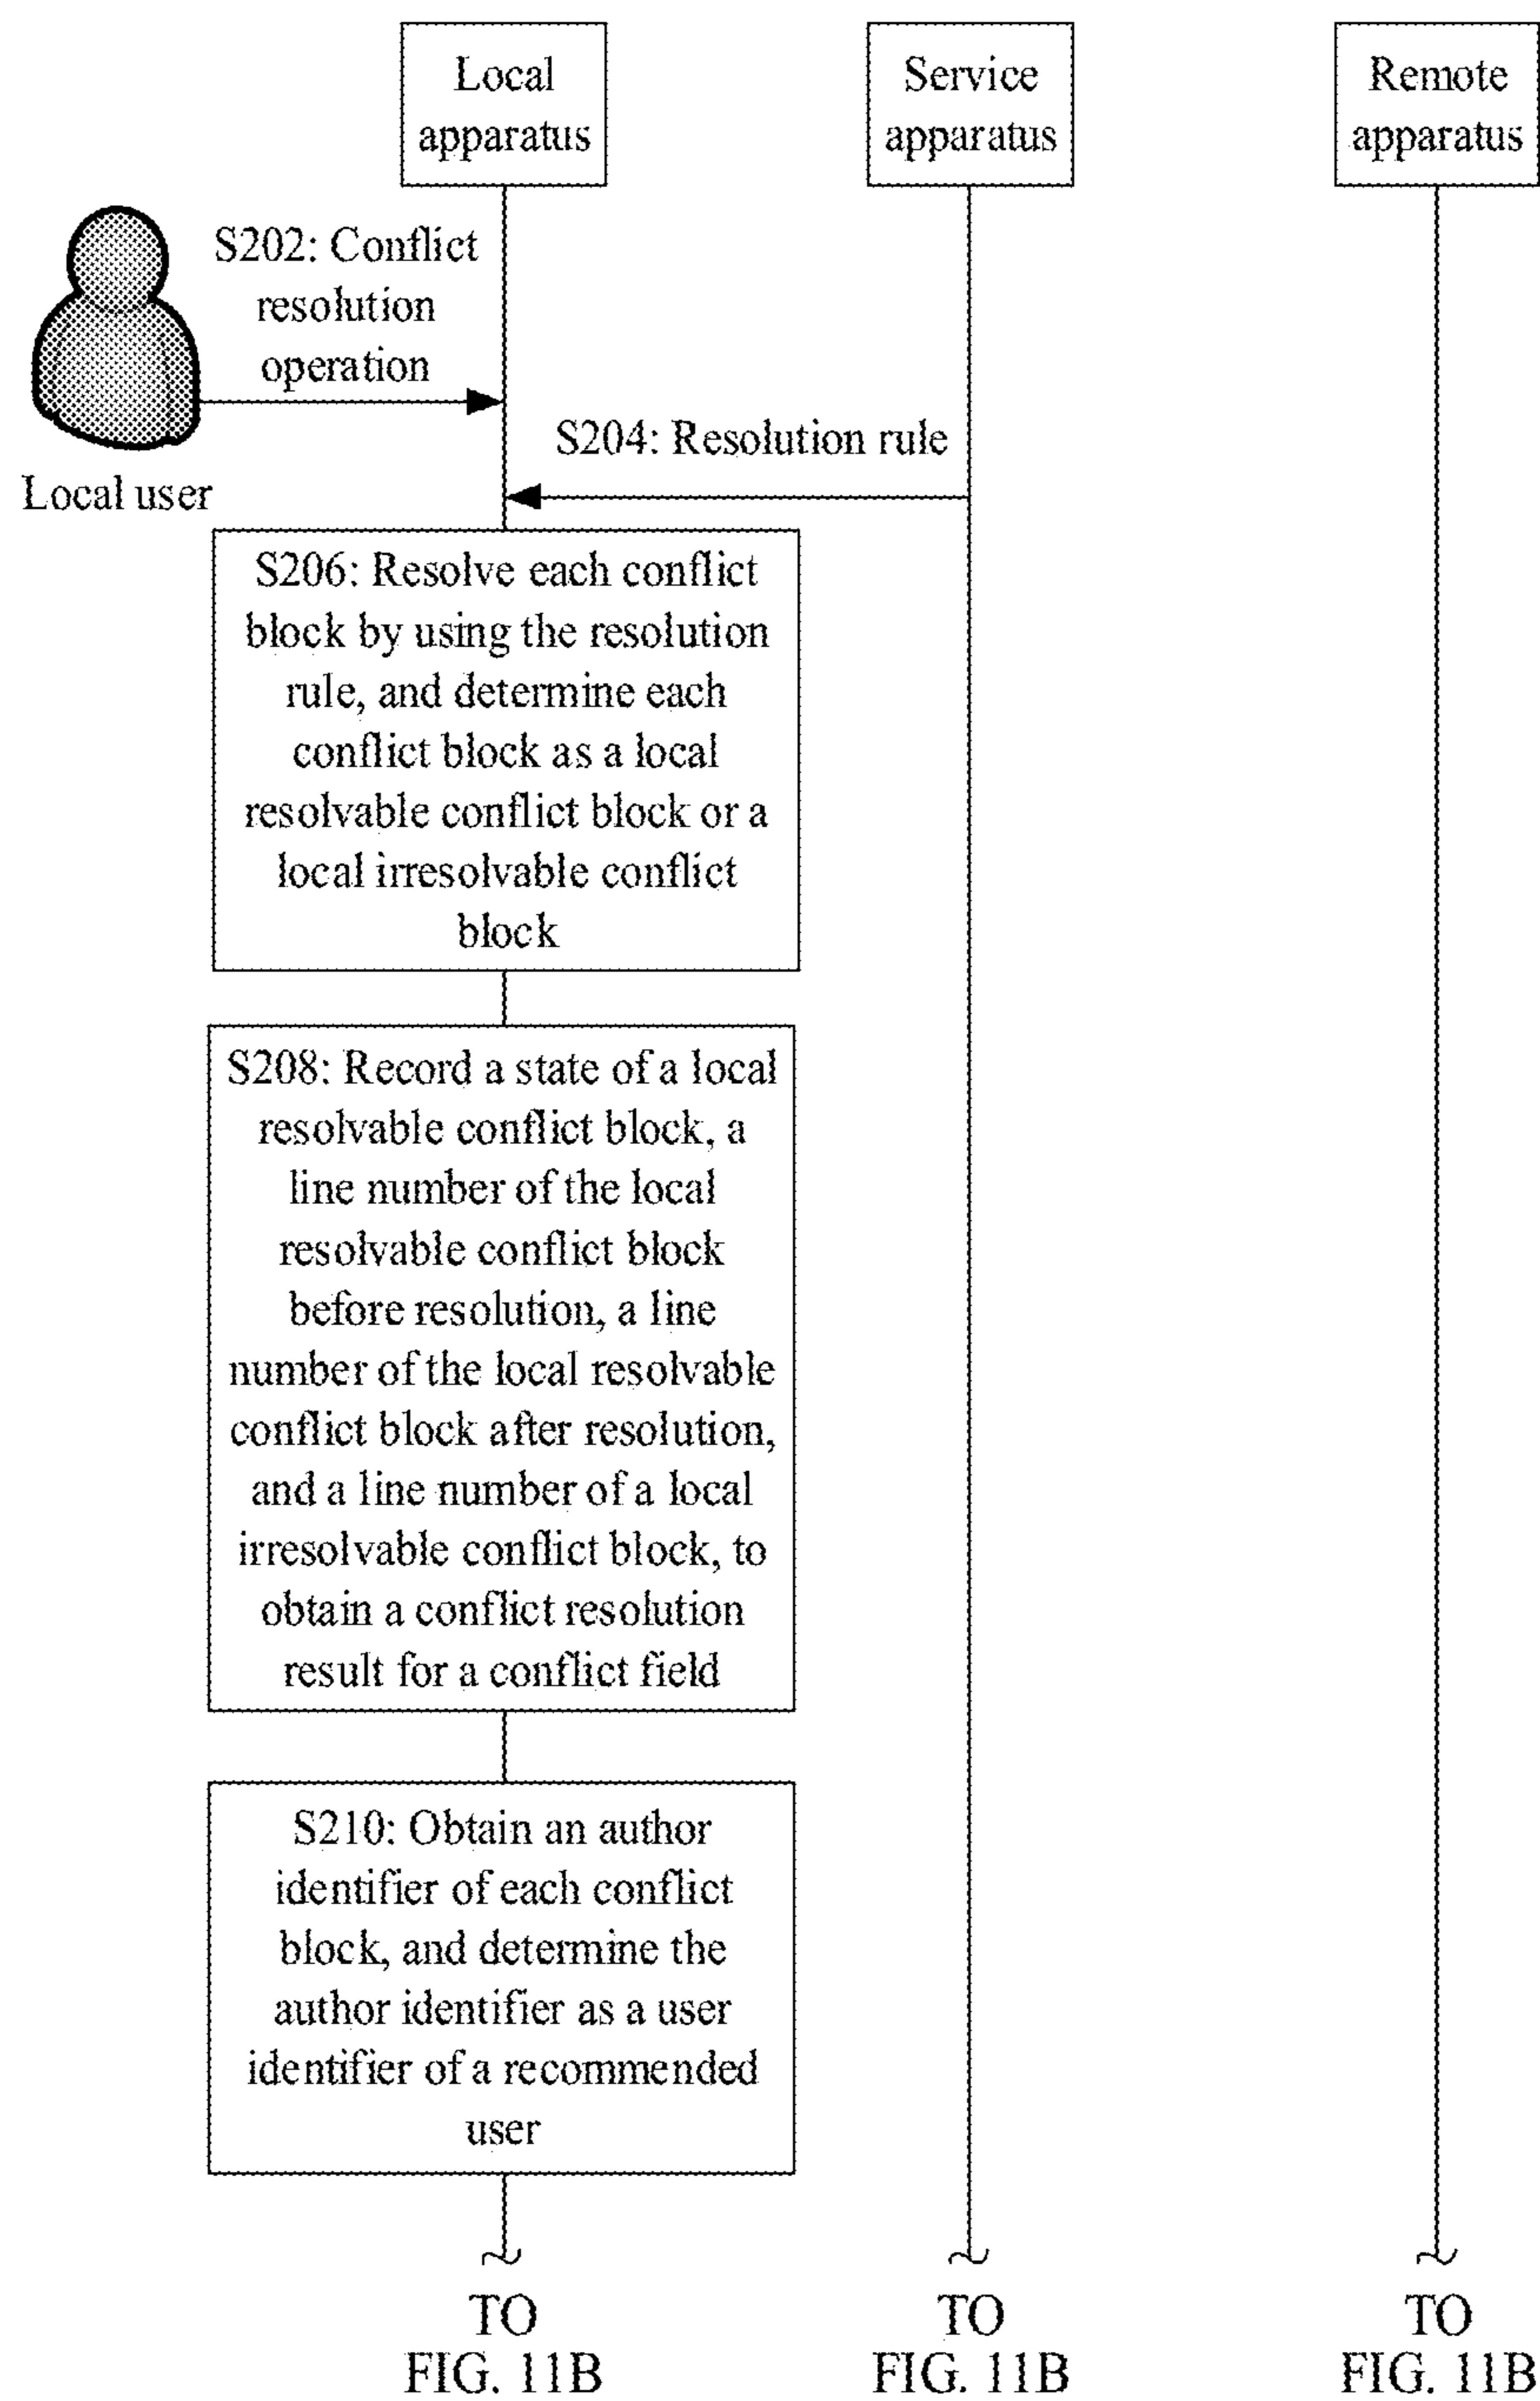 Local
apparatus
Service
apparatus
Remote
apparatus
S202: Conflict
resolution
operation
Local user
S204: Resolution rule
S206: Resolve each conflict
block by using the resolution
rule, and determine each
conflict block as a local
resolvable conflict block or a
local irresolvable conflict
block
S208: Record a state of a local
resolvable conflict block, a
line number of the local
resolvable conflict block
before resolution, a line
number of the local resolvable
conflict block after resolution,
and a line number of a local
irresolvable conflict block, to
obtain a conflict resolution
result for a conflict field
S210: Obtain an author
identifier of each conflict
block, and determine the
author identifier as a user
identifier of a recommended
user
TO
FIG. 11B
TO
FIG. 11B
TO
FIG. 11B